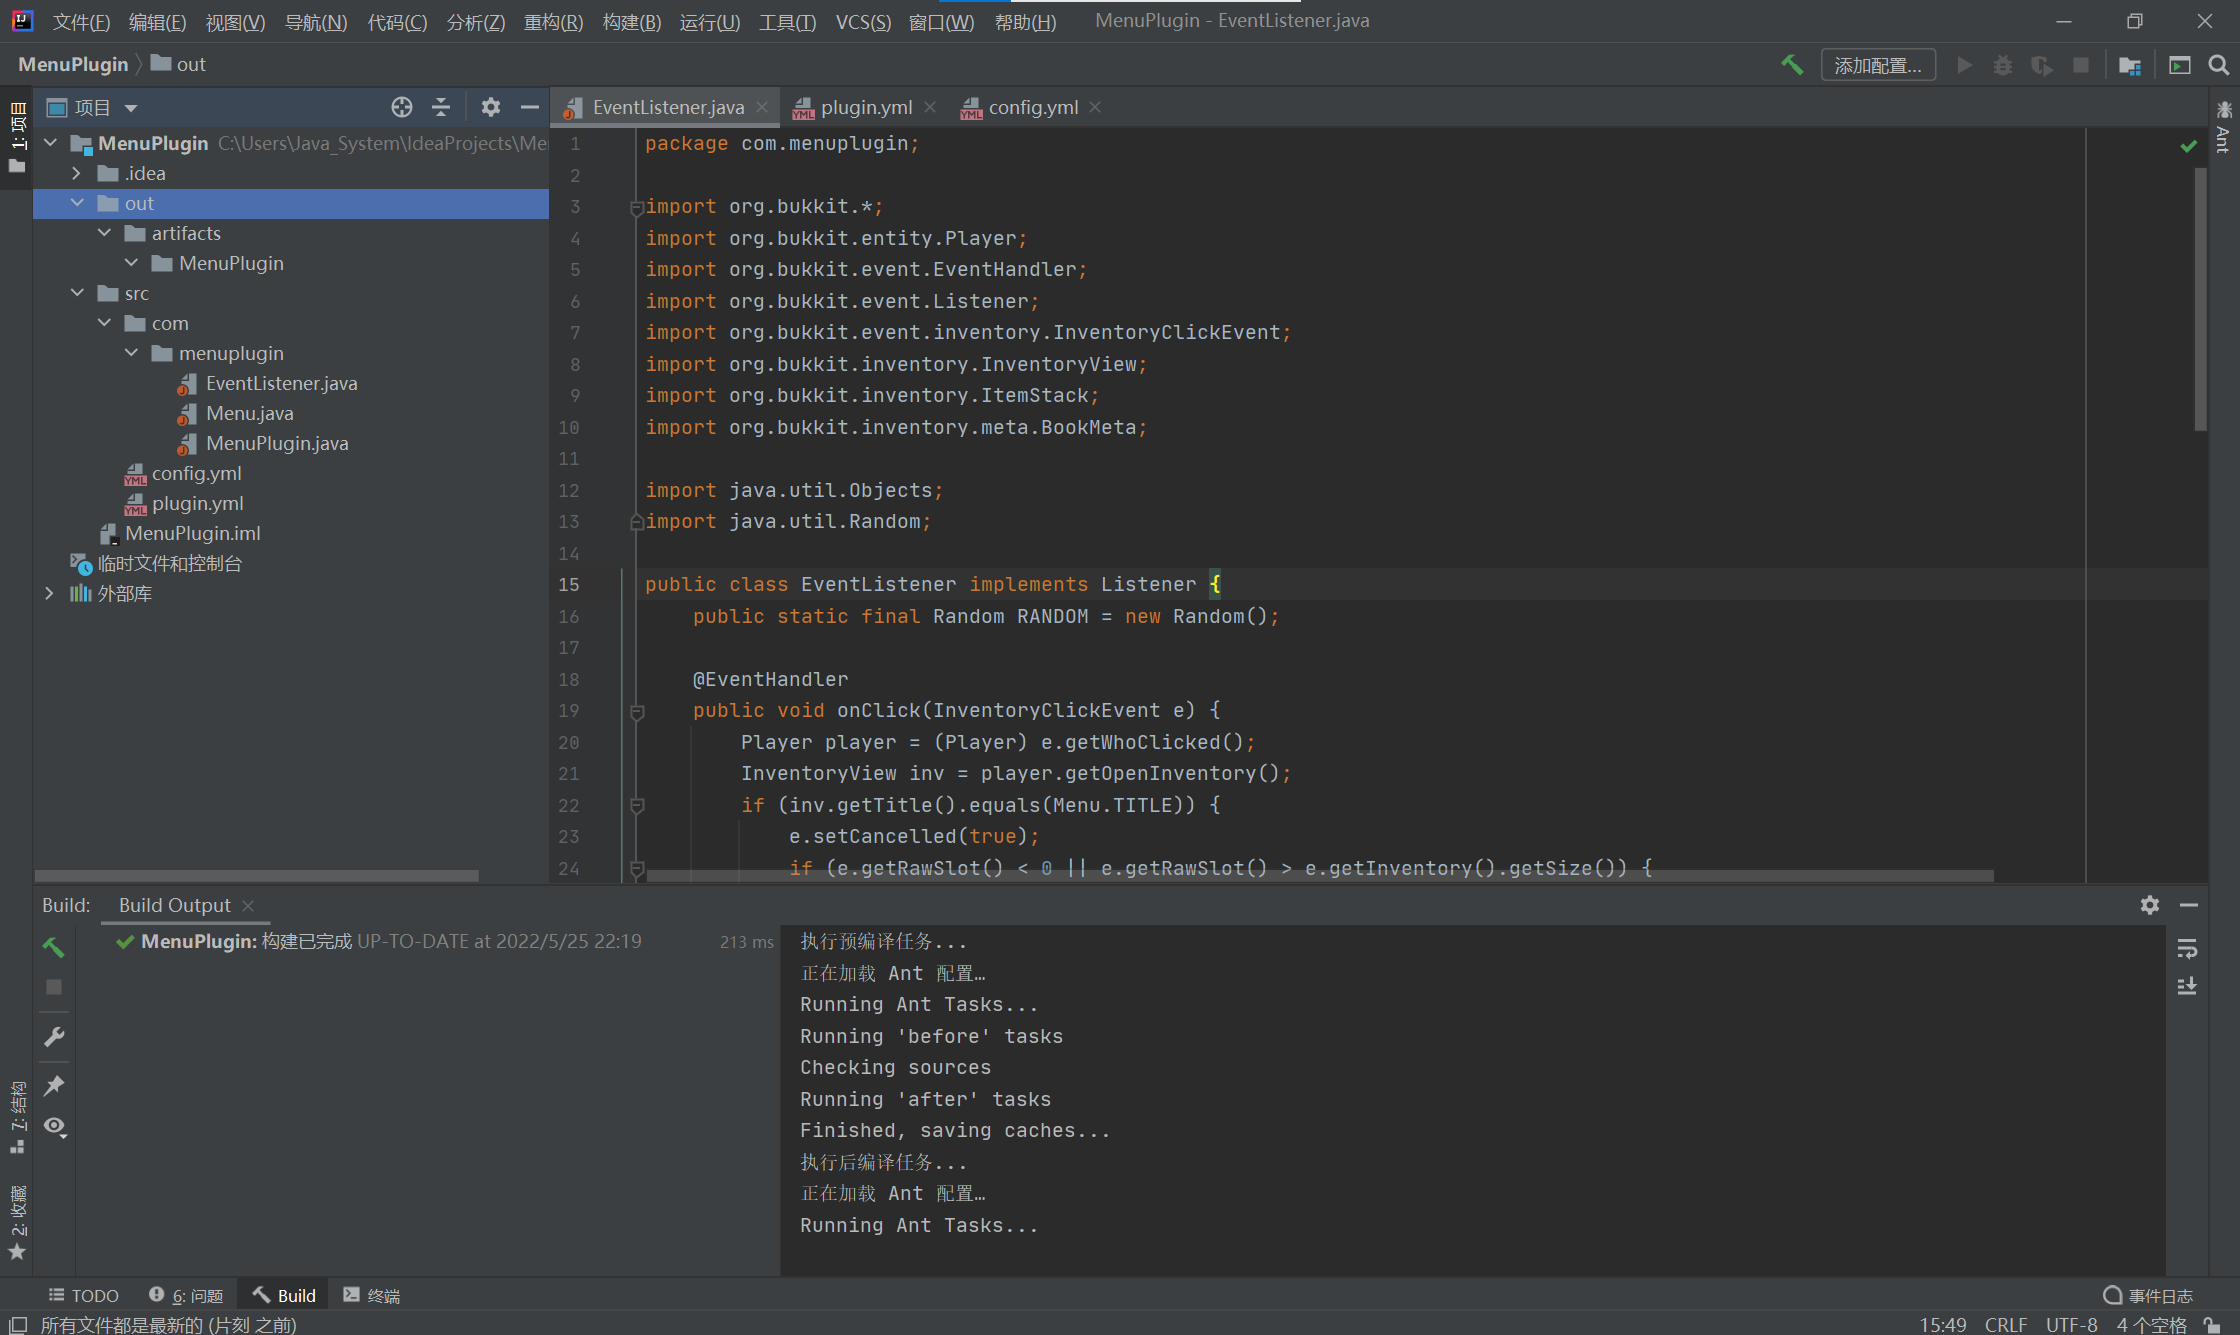 文件(F) 编辑(E) 视图(V) 导航(N) 代码(C) 分析(Z) 重构(R) 构建(B) 运行(U) 工具(T) VCS(S) 窗口(W) 帮助(H) MenuPlugin - EventListener.java
MenuPlugin out
添加配置...
1: 项目
项目
MenuPlugin C:\Users\Java_System\IdeaProjects\Me
.idea
out
artifacts
MenuPlugin
src
com
menuplugin
EventListener.java
Menu.java
MenuPlugin.java
config.yml
plugin.yml
MenuPlugin.iml
临时文件和控制台
外部库
EventListener.java plugin.yml config.yml
1 package com.menuplugin;
2
3 import org.bukkit.*;
4 import org.bukkit.entity.Player;
5 import org.bukkit.event.EventHandler;
6 import org.bukkit.event.Listener;
7 import org.bukkit.event.inventory.InventoryClickEvent;
8 import org.bukkit.inventory.InventoryView;
9 import org.bukkit.inventory.ItemStack;
10 import org.bukkit.inventory.meta.BookMeta;
11
12 import java.util.Objects;
13 import java.util.Random;
14
15 public class EventListener implements Listener {
16 public static final Random RANDOM = new Random();
17
18 @EventHandler
19 public void onClick(InventoryClickEvent e) {
20 Player player = (Player) e.getWhoClicked();
21 InventoryView inv = player.getOpenInventory();
22 if (inv.getTitle().equals(Menu.TITLE)) {
23 e.setCancelled(true);
24 if (e.getRawSlot() < 0 || e.getRawSlot() > e.getInventory().getSize()) {
Ant
Build: Build Output
MenuPlugin: 构建已完成 UP-TO-DATE at 2022/5/25 22:19 213 ms
执行预编译任务...
正在加载 Ant 配置…
Running Ant Tasks...
Running 'before' tasks
Checking sources
Running 'after' tasks
Finished, saving caches...
执行后编译任务...
正在加载 Ant 配置…
Running Ant Tasks...
7: 结构
2: 收藏
TODO 6: 问题 Build 终端 事件日志
所有文件都是最新的 (片刻 之前) 15:49 CRLF UTF-8 4 个空格